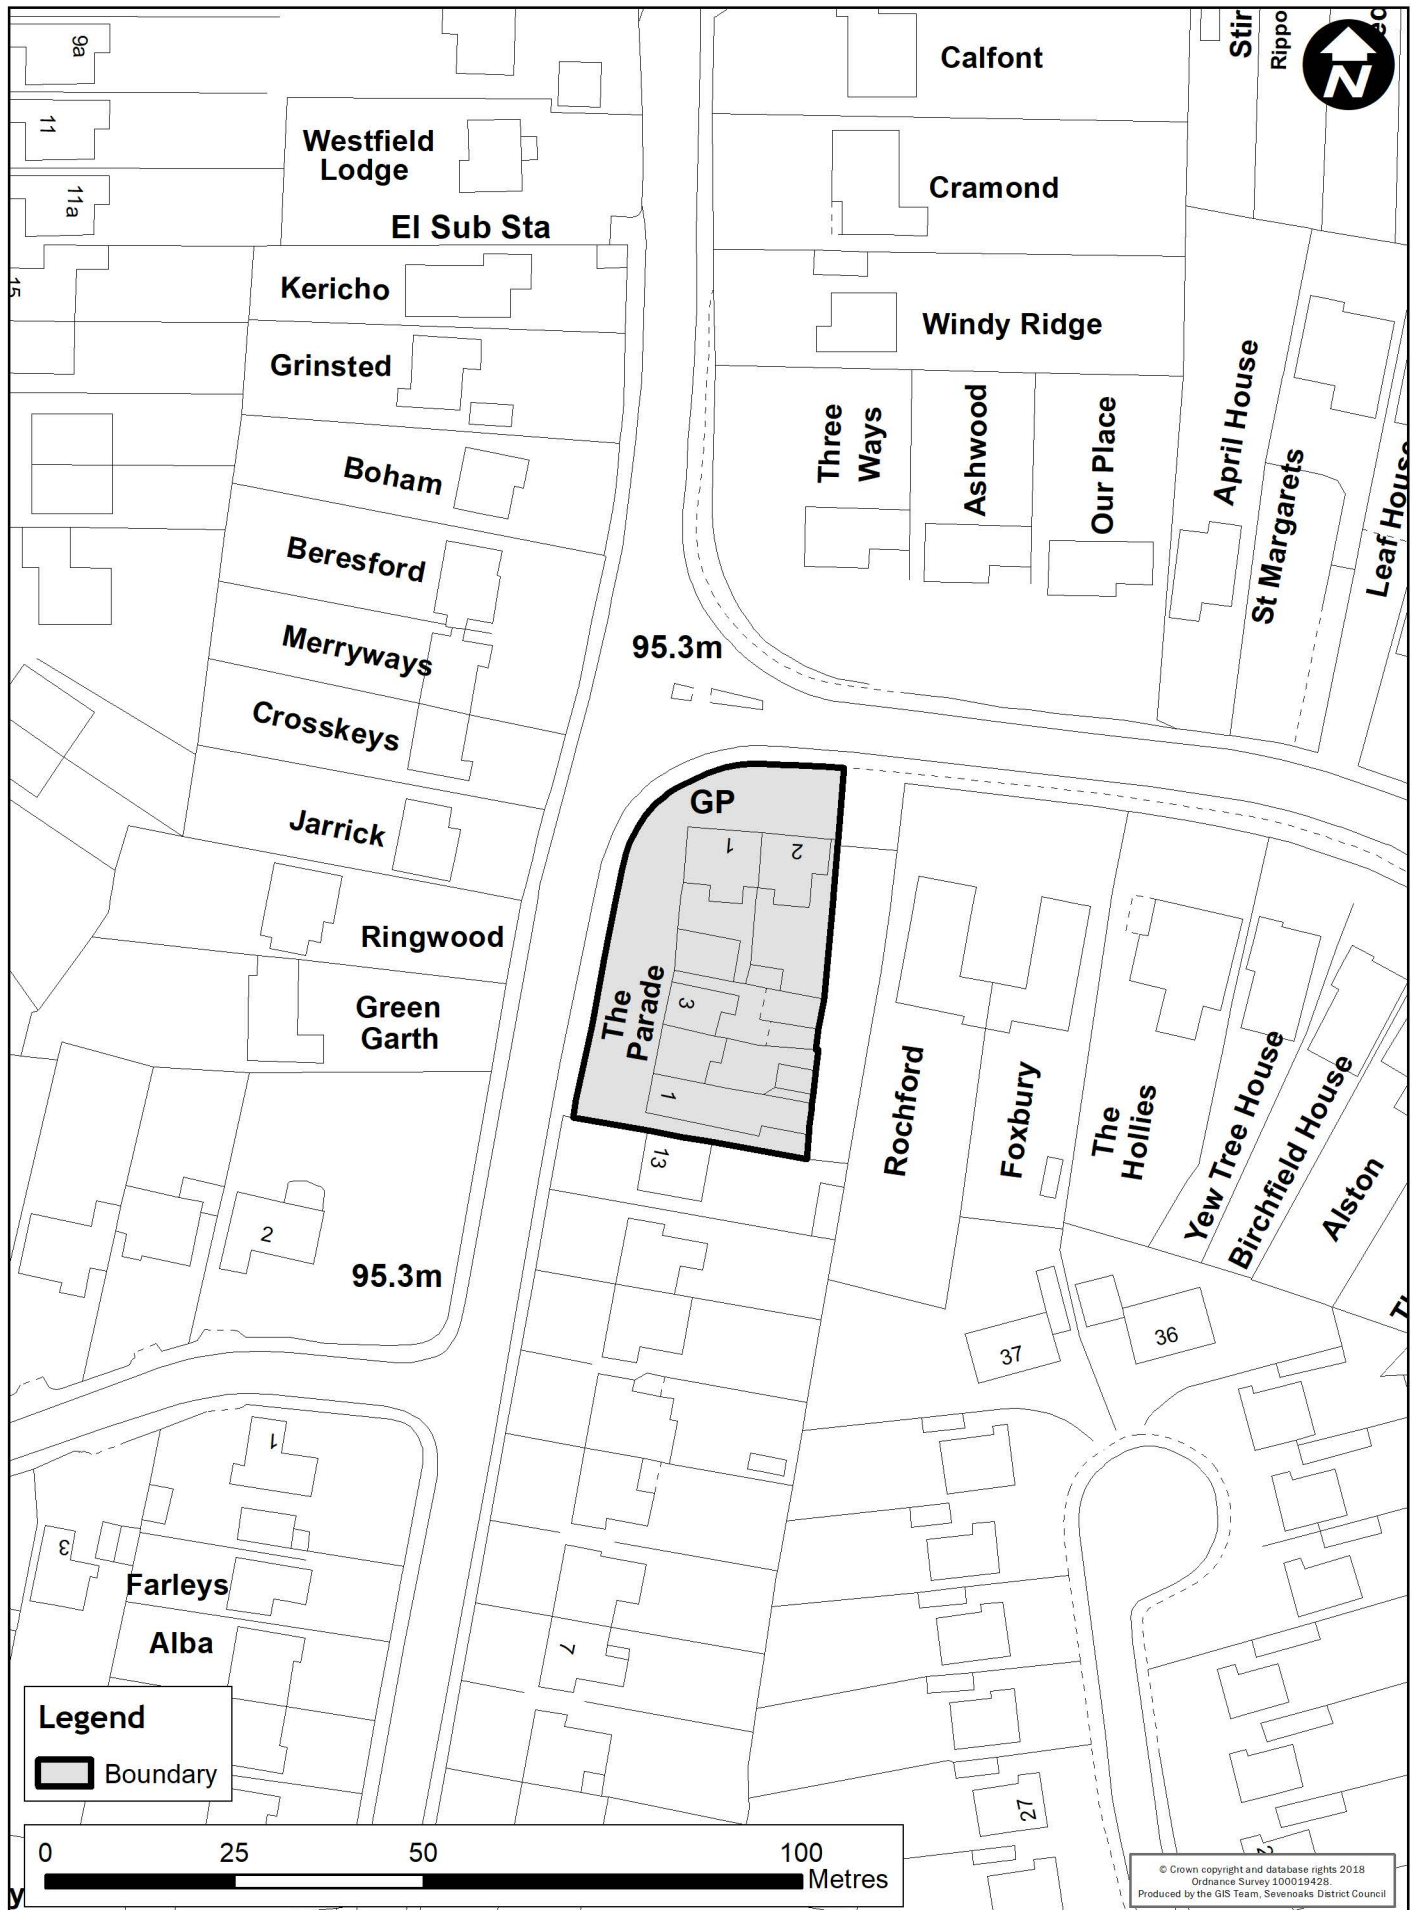 9a
Calfont
Stir
Rippo
N
11
Westfield
Lodge
Cramond
11a
El Sub Sta
15
Kericho
Windy Ridge
Grinsted
Three
Ways
Ashwood
Our Place
April House
St Margarets
Leaf House
Boham
Beresford
Merryways
95.3m
Crosskeys
GP
Jarrick
1
2
Ringwood
The
Parade
3
Green
Garth
1
Rochford
Foxbury
The
Hollies
Yew Tree House
Birchfield House
Alston
13
2
95.3m
37
36
1
3
Farleys
Alba
7
27
Legend
Boundary
0 25 50 100
Metres
© Crown copyright and database rights 2018
Ordnance Survey 100019428.
Produced by the GIS Team, Sevenoaks District Council